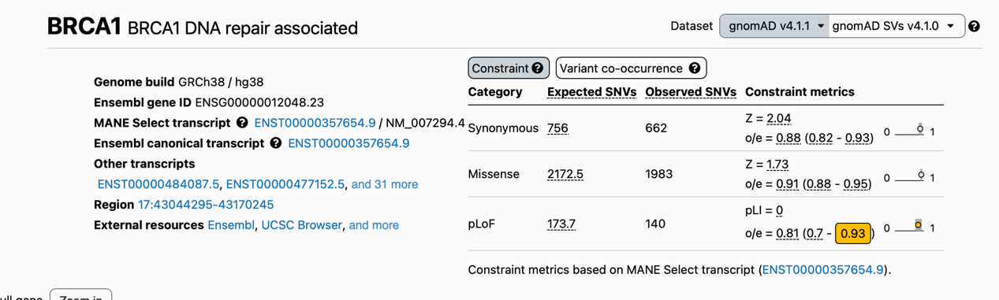 BRCA1 BRCA1 DNA repair associated
Dataset gnomAD v4.1.1 gnomAD SVs v4.1.0 ?
Genome build GRCh38 / hg38
Ensembl gene ID ENSG00000012048.23
MANE Select transcript ? ENST00000357654.9 / NM_007294.4
Ensembl canonical transcript ? ENST00000357654.9
Other transcripts
ENST00000484087.5, ENST00000477152.5, and 31 more
Region 17:43044295-43170245
External resources Ensembl, UCSC Browser, and more
Constraint ? Variant co-occurrence ?
Category Expected SNVs Observed SNVs Constraint metrics
Synonymous 756 662 Z = 2.04
o/e = 0.88 (0.82 - 0.93) 0 1
Missense 2172.5 1983 Z = 1.73
o/e = 0.91 (0.88 - 0.95) 0 1
pLoF 173.7 140 pLI = 0
o/e = 0.81 (0.7 - 0.93) 0 1
Constraint metrics based on MANE Select transcript (ENST00000357654.9).
Zoom in